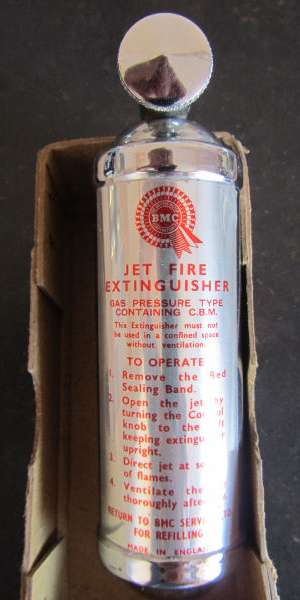 BMC
JET FIRE
EXTINGUISHER
GAS PRESSURE TYPE
CONTAINING C.B.M.
This Extinguisher must not
be used in a confined space
without ventilation.
TO OPERATE
1. Remove the Red
Sealing Band.
2. Open the jet by
turning the
knob to the
keeping
upright.
3. Direct jet at
of flames.
4. Ventilate the
thoroughly
RETURN TO BMC
FOR REFILLING
MADE IN ENGLAND